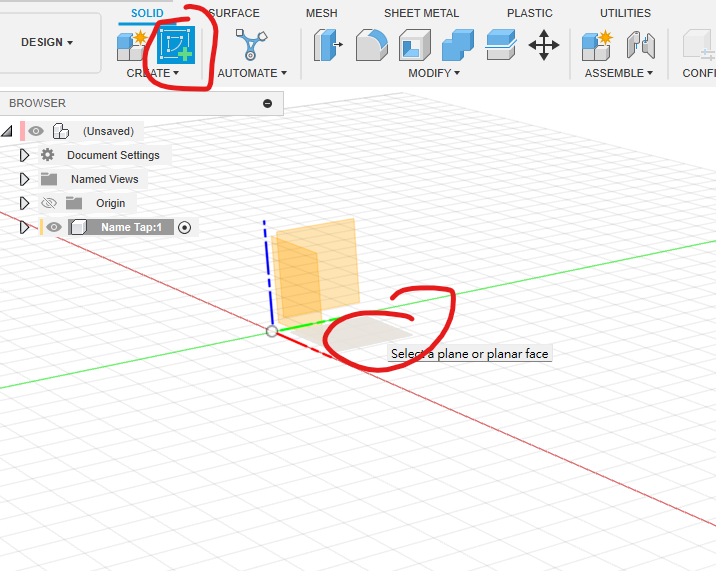 SOLID SURFACE MESH SHEET METAL PLASTIC UTILITIES
DESIGN
CREATE AUTOMATE MODIFY ASSEMBLE CONFI
BROWSER
(Unsaved)
Document Settings
Named Views
Origin
Name Tap:1
Select a plane or planar face